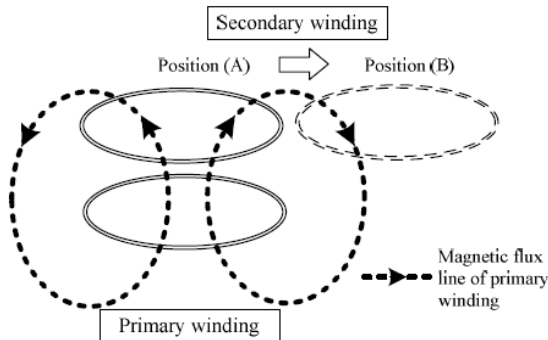 Secondary winding
Position (A)
Position (B)
Magnetic flux
line of primary
winding
Primary winding